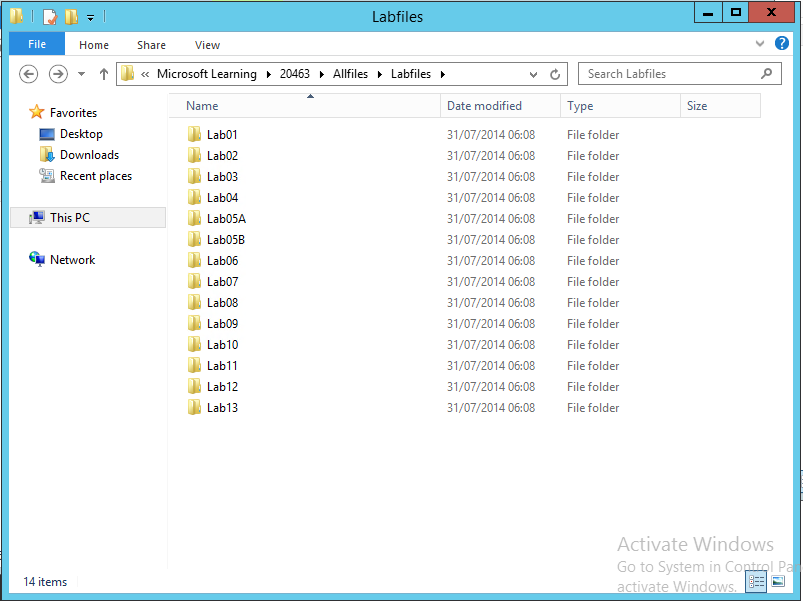 Labfiles
File Home Share View
« Microsoft Learning 20463 Allfiles Labfiles Search Labfiles
Name Date modified Type Size
Favorites
Desktop
Downloads
Recent places
This PC
Network
Lab01 31/07/2014 06:08 File folder
Lab02 31/07/2014 06:08 File folder
Lab03 31/07/2014 06:08 File folder
Lab04 31/07/2014 06:08 File folder
Lab05A 31/07/2014 06:08 File folder
Lab05B 31/07/2014 06:08 File folder
Lab06 31/07/2014 06:08 File folder
Lab07 31/07/2014 06:08 File folder
Lab08 31/07/2014 06:08 File folder
Lab09 31/07/2014 06:08 File folder
Lab10 31/07/2014 06:08 File folder
Lab11 31/07/2014 06:08 File folder
Lab12 31/07/2014 06:08 File folder
Lab13 31/07/2014 06:08 File folder
Activate Windows
Go to System in Control Pa
activate Windows.
14 items